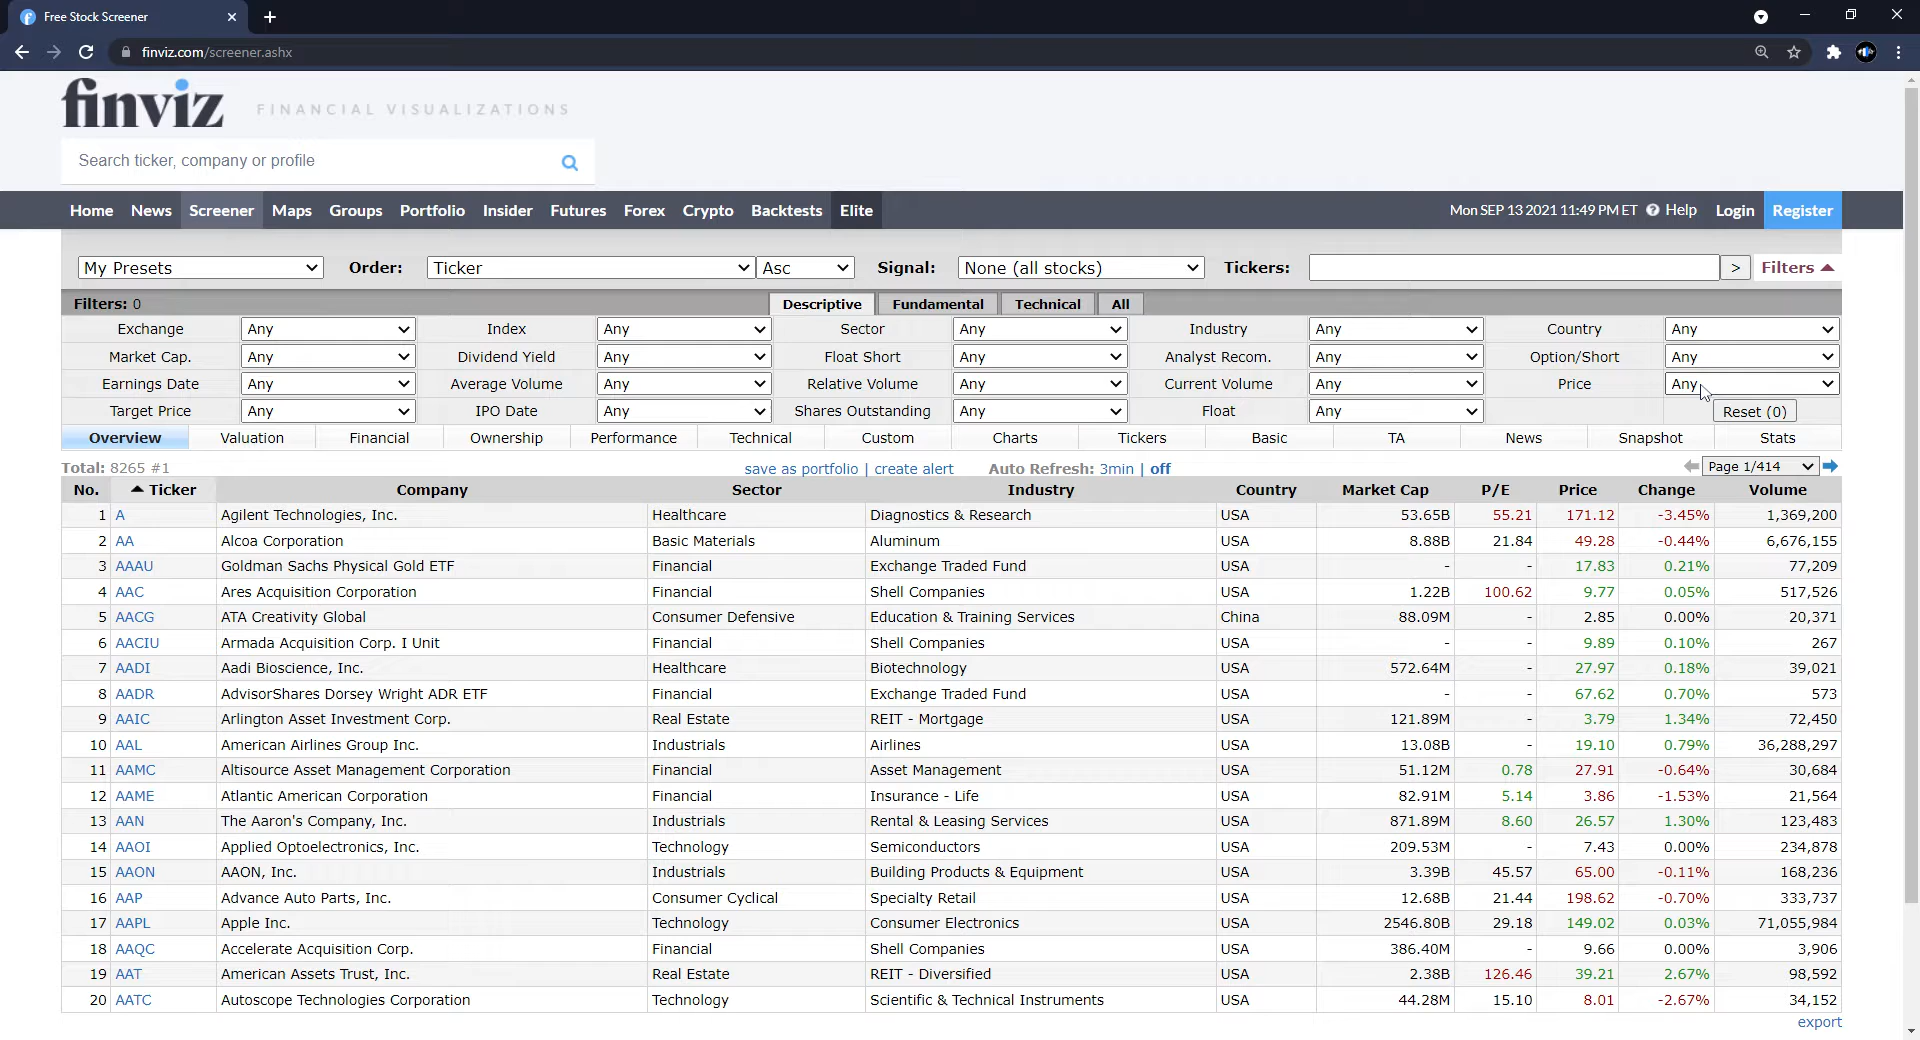 Free Stock Screener
finviz.com/screener.ashx
finviz FINANCIAL VISUALIZATIONS
Search ticker, company or profile
Home News Screener Maps Groups Portfolio Insider Futures Forex Crypto Backtests Elite Mon SEP 13 2021 11:49 PM ET ? Help Login Register
My Presets Order: Ticker Asc Signal: None (all stocks) Tickers: > Filters
Filters: 0 Descriptive Fundamental Technical All
Exchange Any Index Any Sector Any Industry Any Country Any
Market Cap. Any Dividend Yield Any Float Short Any Analyst Recom. Any Option/Short Any
Earnings Date Any Average Volume Any Relative Volume Any Current Volume Any Price Any
Target Price Any IPO Date Any Shares Outstanding Any Float Any Reset (0)
Overview Valuation Financial Ownership Performance Technical Custom Charts Tickers Basic TA News Snapshot Stats
Total: 8265 #1 save as portfolio | create alert Auto Refresh: 3min | off Page 1/414
No. Ticker Company Sector Industry Country Market Cap P/E Price Change Volume
1 A Agilent Technologies, Inc. Healthcare Diagnostics & Research USA 53.65B 55.21 171.12 -3.45% 1,369,200
2 AA Alcoa Corporation Basic Materials Aluminum USA 8.88B 21.84 49.28 -0.44% 6,676,155
3 AAAU Goldman Sachs Physical Gold ETF Financial Exchange Traded Fund USA - - 17.83 0.21% 77,209
4 AAC Ares Acquisition Corporation Financial Shell Companies USA 1.22B 100.62 9.77 0.05% 517,526
5 AACG ATA Creativity Global Consumer Defensive Education & Training Services China 88.09M - 2.85 0.00% 20,371
6 AACIU Armada Acquisition Corp. I Unit Financial Shell Companies USA - - 9.89 0.10% 267
7 AADI Aadi Bioscience, Inc. Healthcare Biotechnology USA 572.64M - 27.97 0.18% 39,021
8 AADR AdvisorShares Dorsey Wright ADR ETF Financial Exchange Traded Fund USA - - 67.62 0.70% 573
9 AAIC Arlington Asset Investment Corp. Real Estate REIT - Mortgage USA 121.89M - 3.79 1.34% 72,450
10 AAL American Airlines Group Inc. Industrials Airlines USA 13.08B - 19.10 0.79% 36,288,297
11 AAMC Altisource Asset Management Corporation Financial Asset Management USA 51.12M 0.78 27.91 -0.64% 30,684
12 AAME Atlantic American Corporation Financial Insurance - Life USA 82.91M 5.14 3.86 -1.53% 21,564
13 AAN The Aaron's Company, Inc. Industrials Rental & Leasing Services USA 871.89M 8.60 26.57 1.30% 123,483
14 AAOI Applied Optoelectronics, Inc. Technology Semiconductors USA 209.53M - 7.43 0.00% 234,878
15 AAON AAON, Inc. Industrials Building Products & Equipment USA 3.39B 45.57 65.00 -0.11% 168,236
16 AAP Advance Auto Parts, Inc. Consumer Cyclical Specialty Retail USA 12.68B 21.44 198.62 -0.70% 333,737
17 AAPL Apple Inc. Technology Consumer Electronics USA 2546.80B 29.18 149.02 0.03% 71,055,984
18 AAQC Accelerate Acquisition Corp. Financial Shell Companies USA 386.40M - 9.66 0.00% 3,906
19 AAT American Assets Trust, Inc. Real Estate REIT - Diversified USA 2.38B 126.46 39.21 2.67% 98,592
20 AATC Autoscope Technologies Corporation Technology Scientific & Technical Instruments USA 44.28M 15.10 8.01 -2.67% 34,152
export